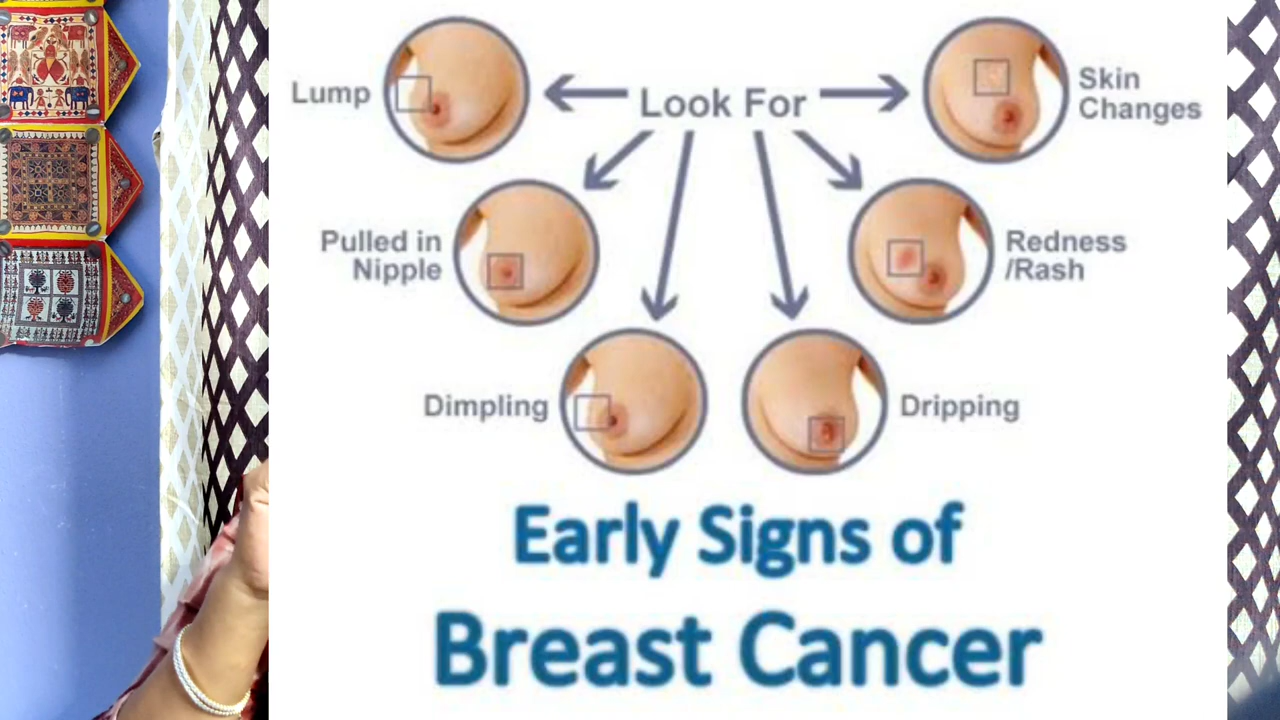 Lump
Look For
Skin
Changes
Pulled in
Nipple
Redness
/Rash
Dimpling
Dripping
Early Signs of
Breast Cancer